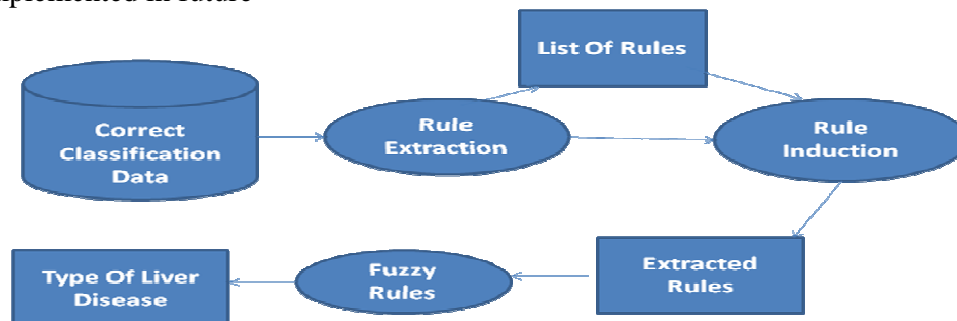 List Of Rules
Correct
Classification
Data
Rule
Extraction
Rule
Induction
Type Of Liver
Disease
Fuzzy
Rules
Extracted
Rules